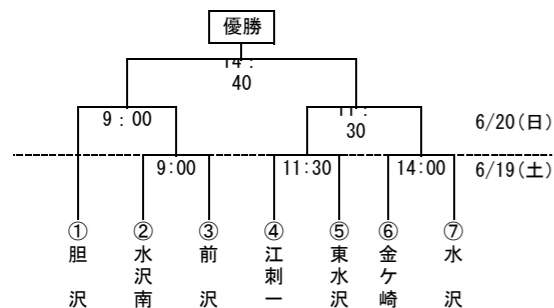 優勝
14：
40
9：00
11：
30
6/20(日)
9:00
11:30
14:00
6/19(土)
① ② ③ ④ ⑤ ⑥ ⑦
胆沢
水沢南
前沢
江刺一
東水沢
金ケ崎
水沢